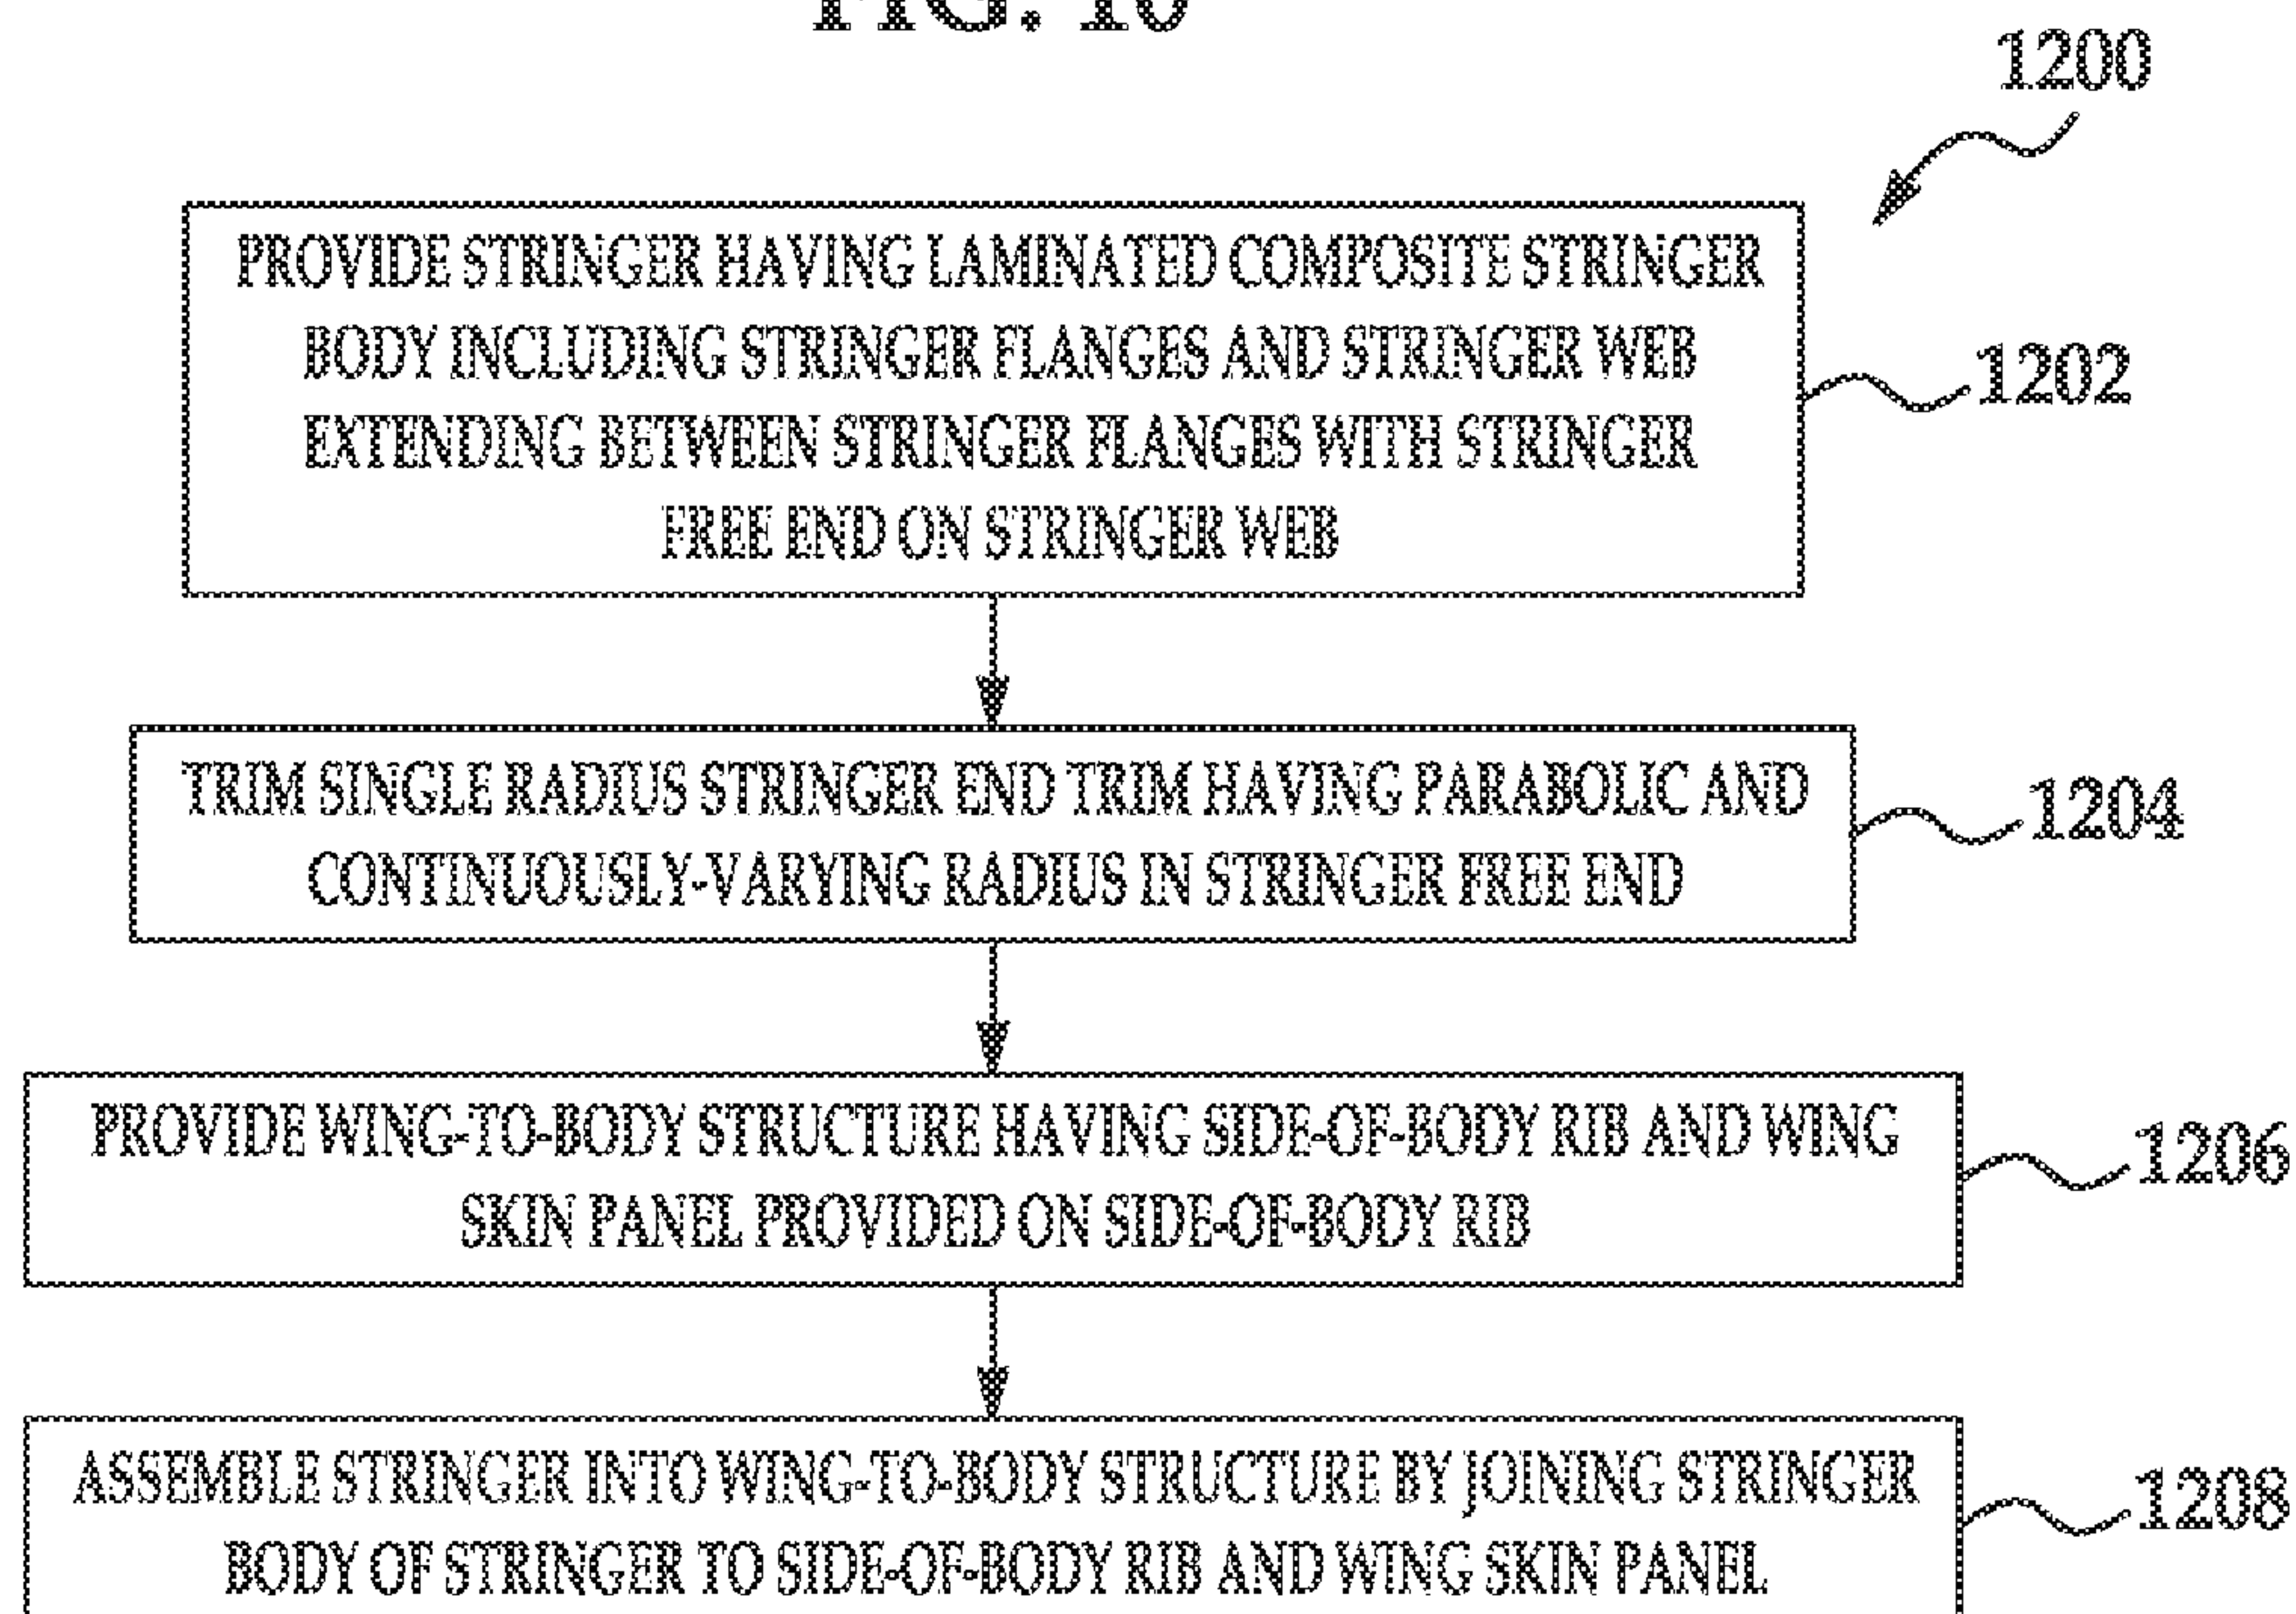 FIG. 10
1200
PROVIDE STRINGER HAVING LAMINATED COMPOSITE STRINGER
BODY INCLUDING STRINGER FLANGES AND STRINGER WEB
EXTENDING BETWEEN STRINGER FLANGES WITH STRINGER
FREE END ON STRINGER WEB
1202
TRIM SINGLE RADIUS STRINGER END TRIM HAVING PARABOLIC AND
CONTINUOUSLY-VARYING RADIUS IN STRINGER FREE END
1204
PROVIDE WING-TO-BODY STRUCTURE HAVING SIDE-OF-BODY RIB AND WING
SKIN PANEL PROVIDED ON SIDE-OF-BODY RIB
1206
ASSEMBLE STRINGER INTO WING-TO-BODY STRUCTURE BY JOINING STRINGER
BODY OF STRINGER TO SIDE-OF-BODY RIB AND WING SKIN PANEL
1208